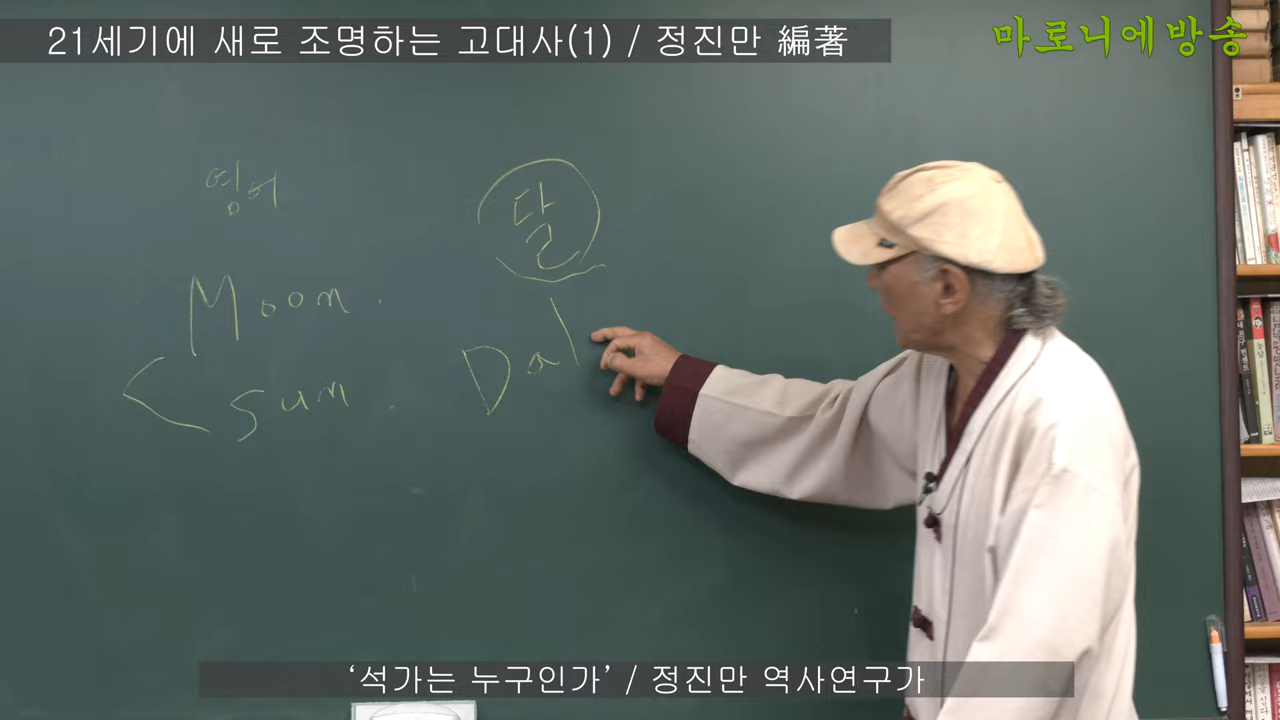 21세기에 새로 조명하는 고대사(1) / 정진만 編著
마로니에방송
영어
달
Moon.
Dal
Sun.
'석가는 누구인가' / 정진만 역사연구가